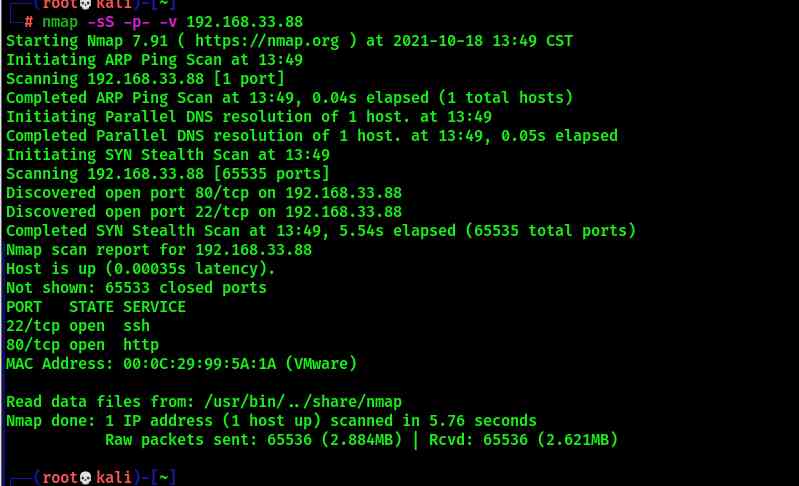 (root💀kali)-[~]
# nmap -sS -p- -v 192.168.33.88
Starting Nmap 7.91 ( https://nmap.org ) at 2021-10-18 13:49 CST
Initiating ARP Ping Scan at 13:49
Scanning 192.168.33.88 [1 port]
Completed ARP Ping Scan at 13:49, 0.04s elapsed (1 total hosts)
Initiating Parallel DNS resolution of 1 host. at 13:49
Completed Parallel DNS resolution of 1 host. at 13:49, 0.05s elapsed
Initiating SYN Stealth Scan at 13:49
Scanning 192.168.33.88 [65535 ports]
Discovered open port 80/tcp on 192.168.33.88
Discovered open port 22/tcp on 192.168.33.88
Completed SYN Stealth Scan at 13:49, 5.54s elapsed (65535 total ports)
Nmap scan report for 192.168.33.88
Host is up (0.00035s latency).
Not shown: 65533 closed ports
PORT   STATE SERVICE
22/tcp open  ssh
80/tcp open  http
MAC Address: 00:0C:29:99:5A:1A (VMware)
Read data files from: /usr/bin/../share/nmap
Nmap done: 1 IP address (1 host up) scanned in 5.76 seconds
Raw packets sent: 65536 (2.884MB) | Rcvd: 65536 (2.621MB)
(root💀kali)-[~]